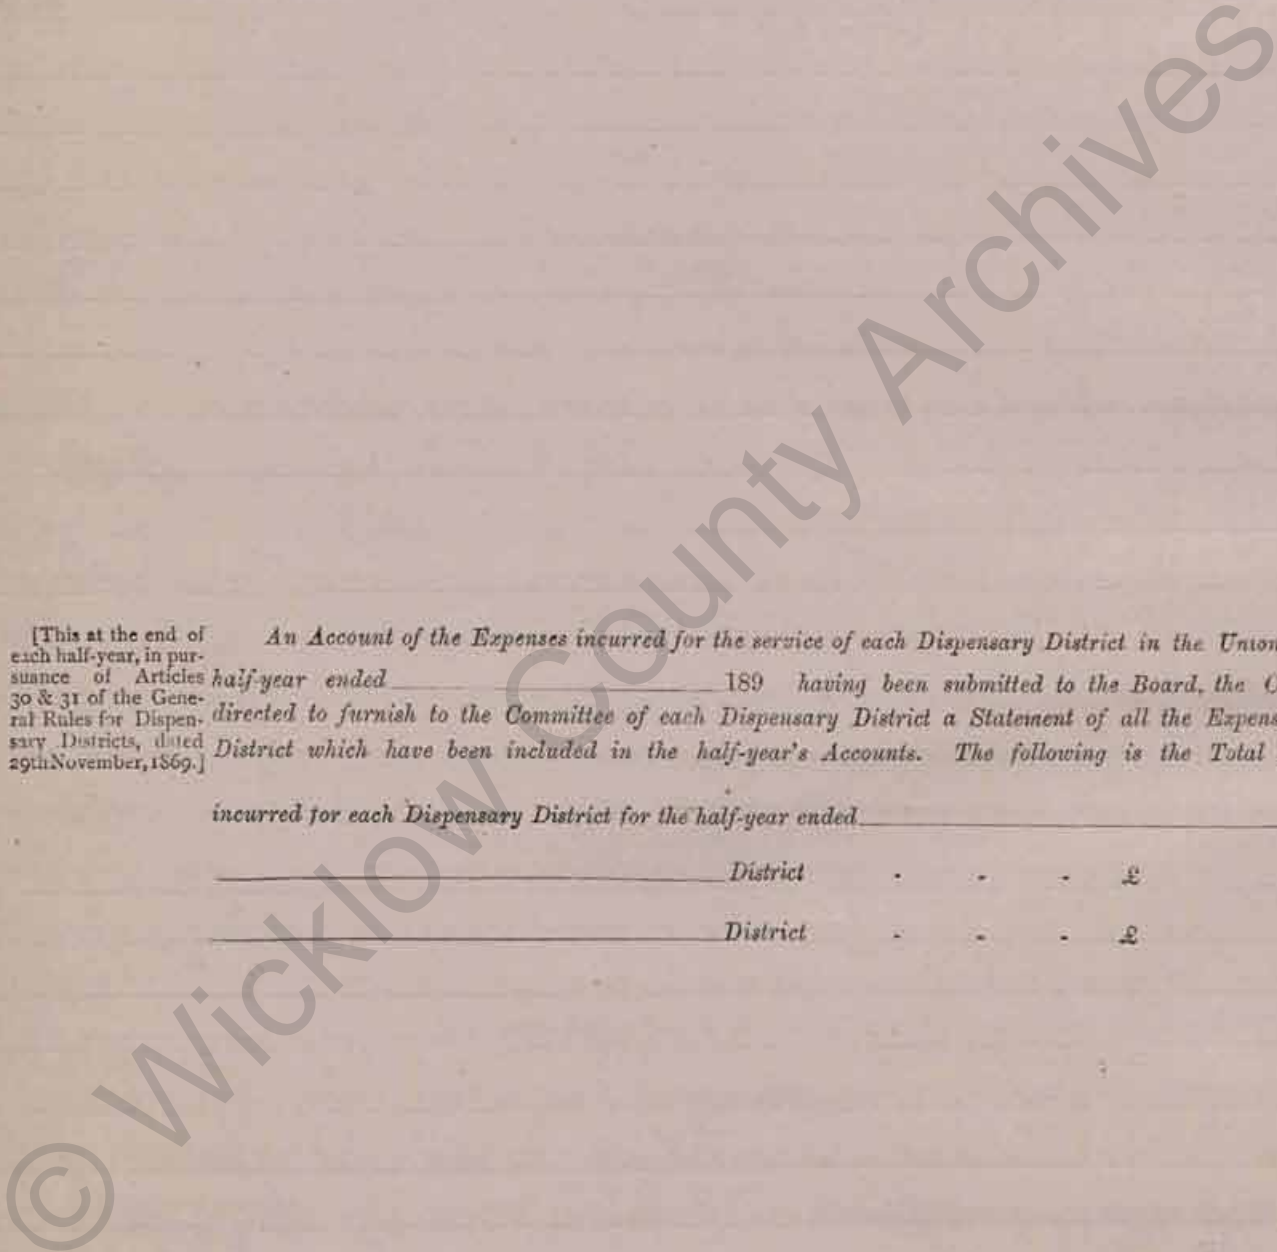 [This at the end of
each half-year, in pur-
suance of Articles
30 & 31 of the Gene-
ral Rules for Dispen-
sary Districts, dated
29th November, 1869.]
An Account of the Expenses incurred for the service of each Dispensary District in the Union
half-year ended 189 having been submitted to the Board, the C
directed to furnish to the Committee of each Dispensary District a Statement of all the Expens
District which have been included in the half-year's Accounts. The following is the Total
incurred for each Dispensary District for the half-year ended
District - - - £
District - - - £
© Wicklow County Archives